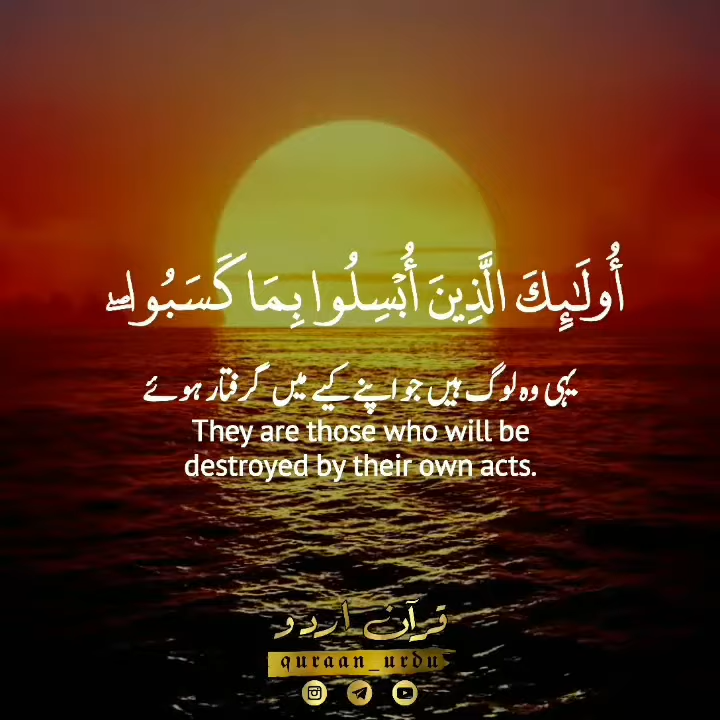 أُولَـٰٓئِكَ الَّذِينَ أُبْسِلُوا بِمَا كَسَبُوا ۖ
یہی وہ لوگ ہیں جو اپنے کیے میں گرفتار ہوئے
They are those who will be
destroyed by their own acts.
قرآن اردو
quraan_urdu